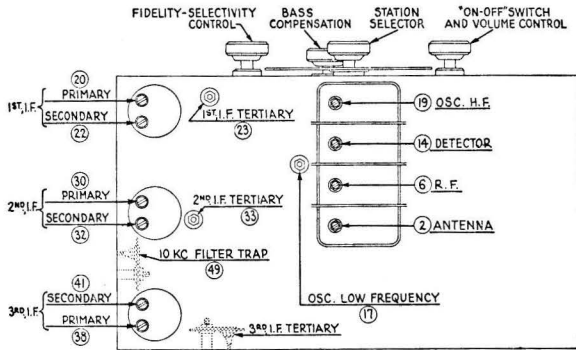 FIDELITY-SELECTIVITY
CONTROL
BASS
COMPENSATION
STATION
SELECTOR
"ON-OFF" SWITCH
AND VOLUME CONTROL
20
PRIMARY
1ST. I.F.
SECONDARY
22
1ST. I.F. TERTIARY
23
19 OSC. H.F.
14 DETECTOR
6 R.F.
2 ANTENNA
30
PRIMARY
2ND. I.F.
SECONDARY
32
2ND. I.F. TERTIARY
33
10 KC FILTER TRAP
49
OSC. LOW FREQUENCY
17
41
SECONDARY
3RD. I.F.
PRIMARY
38
3RD. I.F. TERTIARY